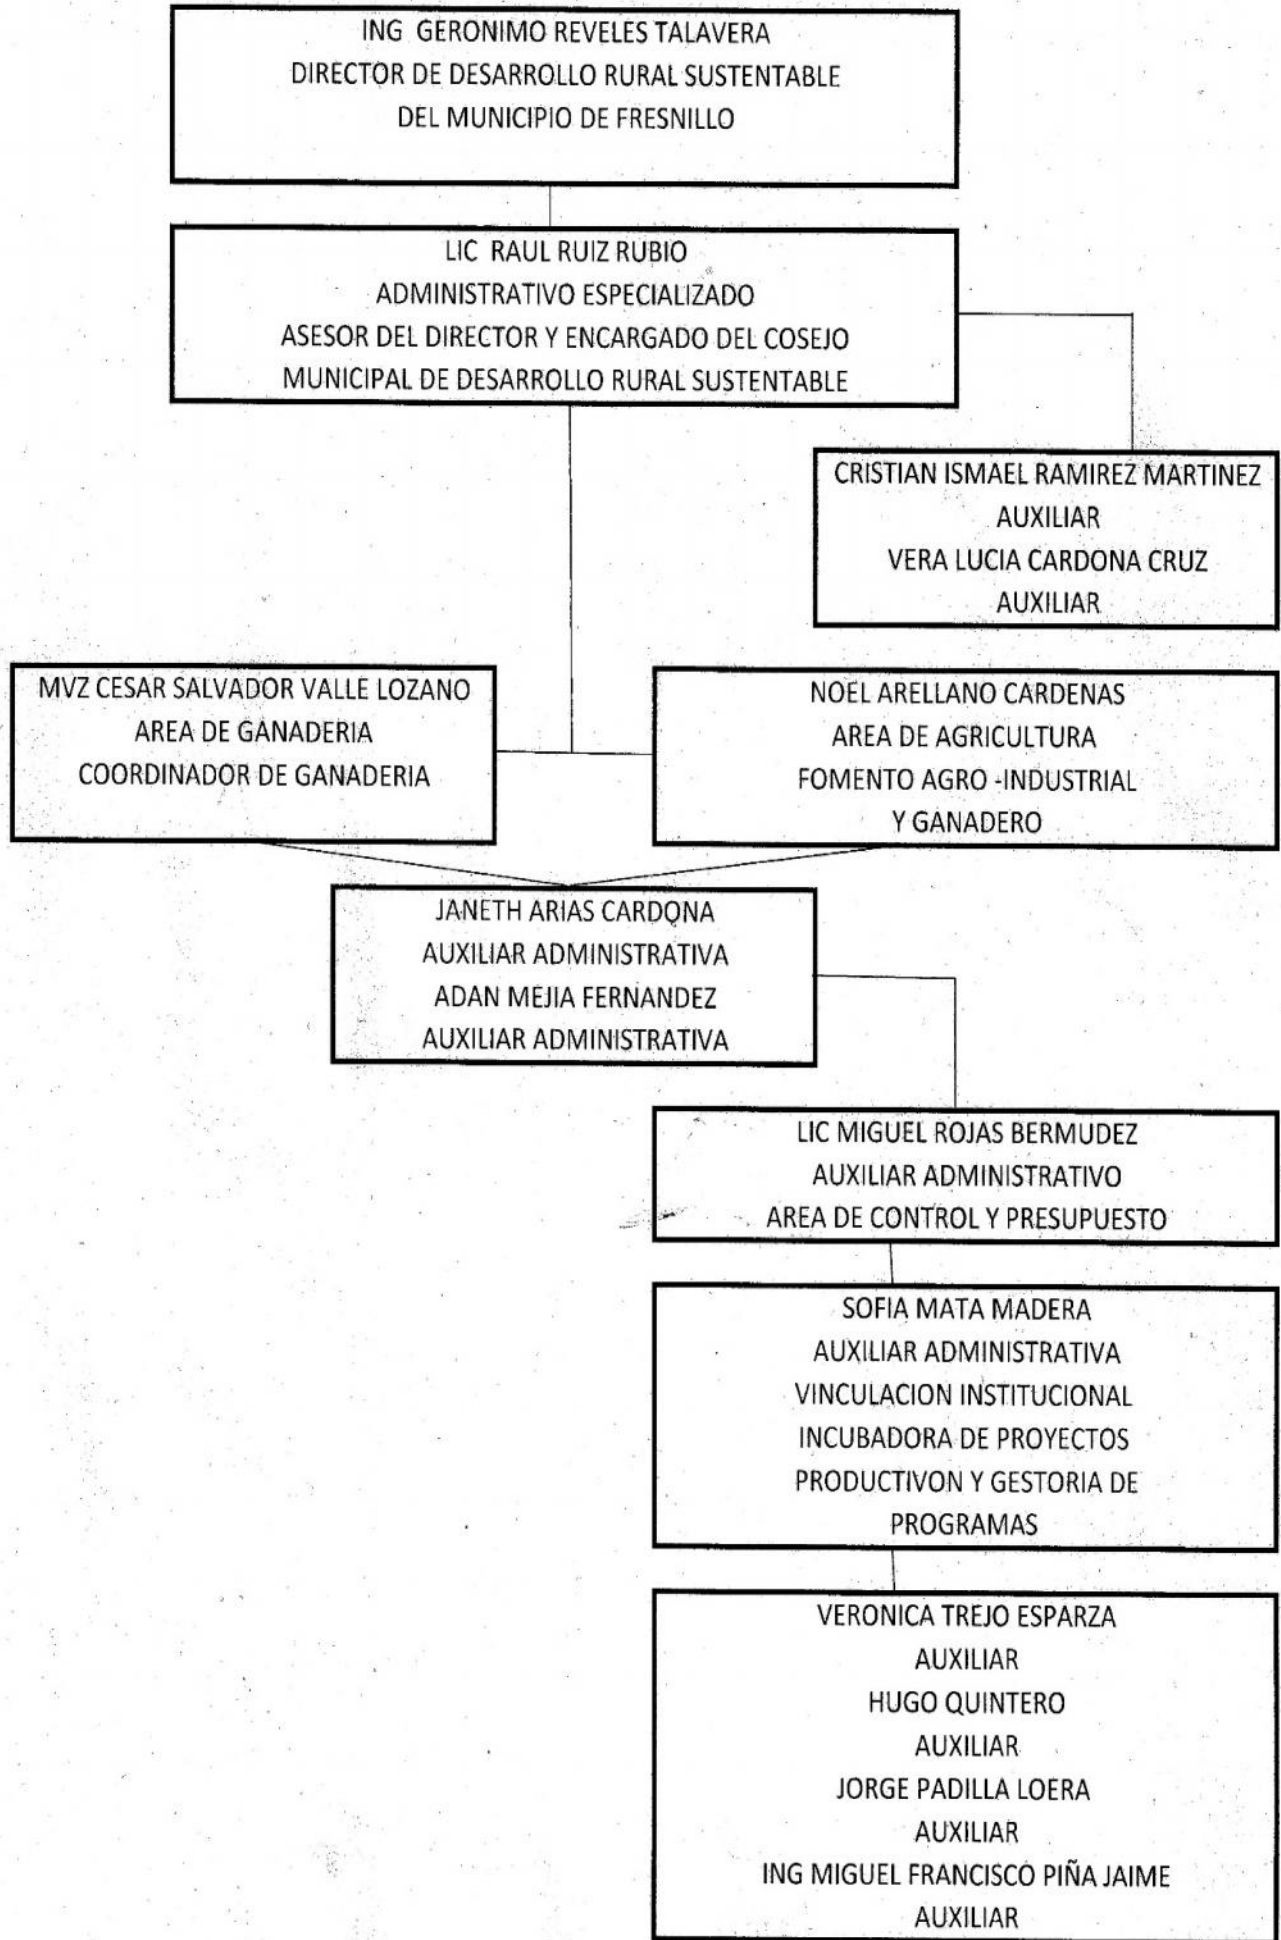 ING GERONIMO REVELES TALAVERA
DIRECTOR DE DESARROLLO RURAL SUSTENTABLE
DEL MUNICIPIO DE FRESNILLO
LIC RAUL RUIZ RUBIO
ADMINISTRATIVO ESPECIALIZADO
ASESOR DEL DIRECTOR Y ENCARGADO DEL COSEJO
MUNICIPAL DE DESARROLLO RURAL SUSTENTABLE
CRISTIAN ISMAEL RAMIREZ MARTINEZ
AUXILIAR
VERA LUCIA CARDONA CRUZ
AUXILIAR
MVZ CESAR SALVADOR VALLE LOZANO
AREA DE GANADERIA
COORDINADOR DE GANADERIA
NOEL ARELLANO CARDENAS
AREA DE AGRICULTURA
FOMENTO AGRO -INDUSTRIAL
Y GANADERO
JANETH ARIAS CARDONA
AUXILIAR ADMINISTRATIVA
ADAN MEJIA FERNANDEZ
AUXILIAR ADMINISTRATIVA
LIC MIGUEL ROJAS BERMUDEZ
AUXILIAR ADMINISTRATIVO
AREA DE CONTROL Y PRESUPUESTO
SOFIA MATA MADERA
AUXILIAR ADMINISTRATIVA
VINCULACION INSTITUCIONAL
INCUBADORA DE PROYECTOS
PRODUCTIVON Y GESTORIA DE
PROGRAMAS
VERONICA TREJO ESPARZA
AUXILIAR
HUGO QUINTERO
AUXILIAR
JORGE PADILLA LOERA
AUXILIAR
ING MIGUEL FRANCISCO PIÑA JAIME
AUXILIAR